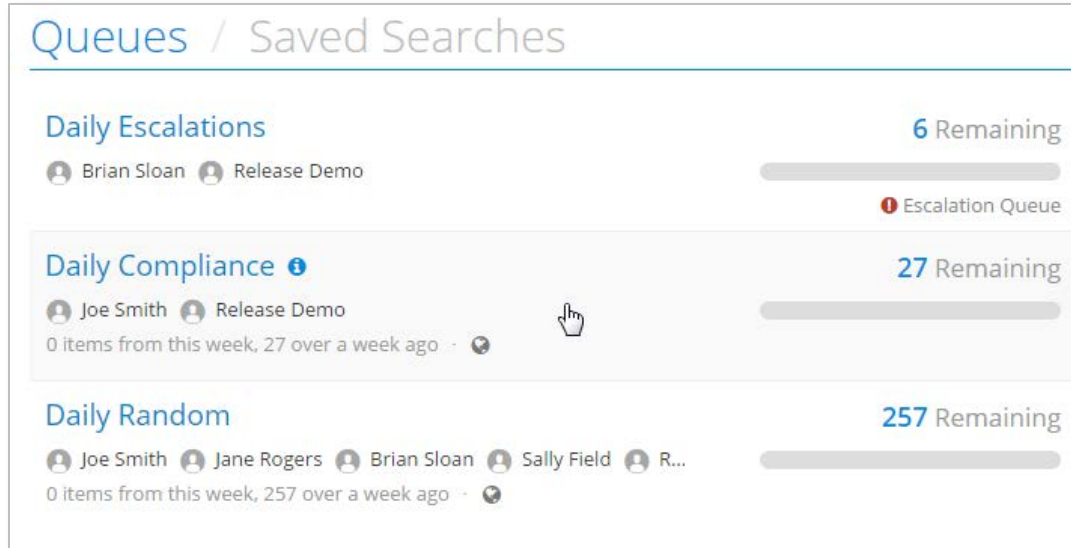 Queues / Saved Searches
Daily Escalations
6 Remaining
Brian Sloan Release Demo
Escalation Queue
Daily Compliance
27 Remaining
Joe Smith Release Demo
0 items from this week, 27 over a week ago ·
Daily Random
257 Remaining
Joe Smith Jane Rogers Brian Sloan Sally Field R...
0 items from this week, 257 over a week ago ·